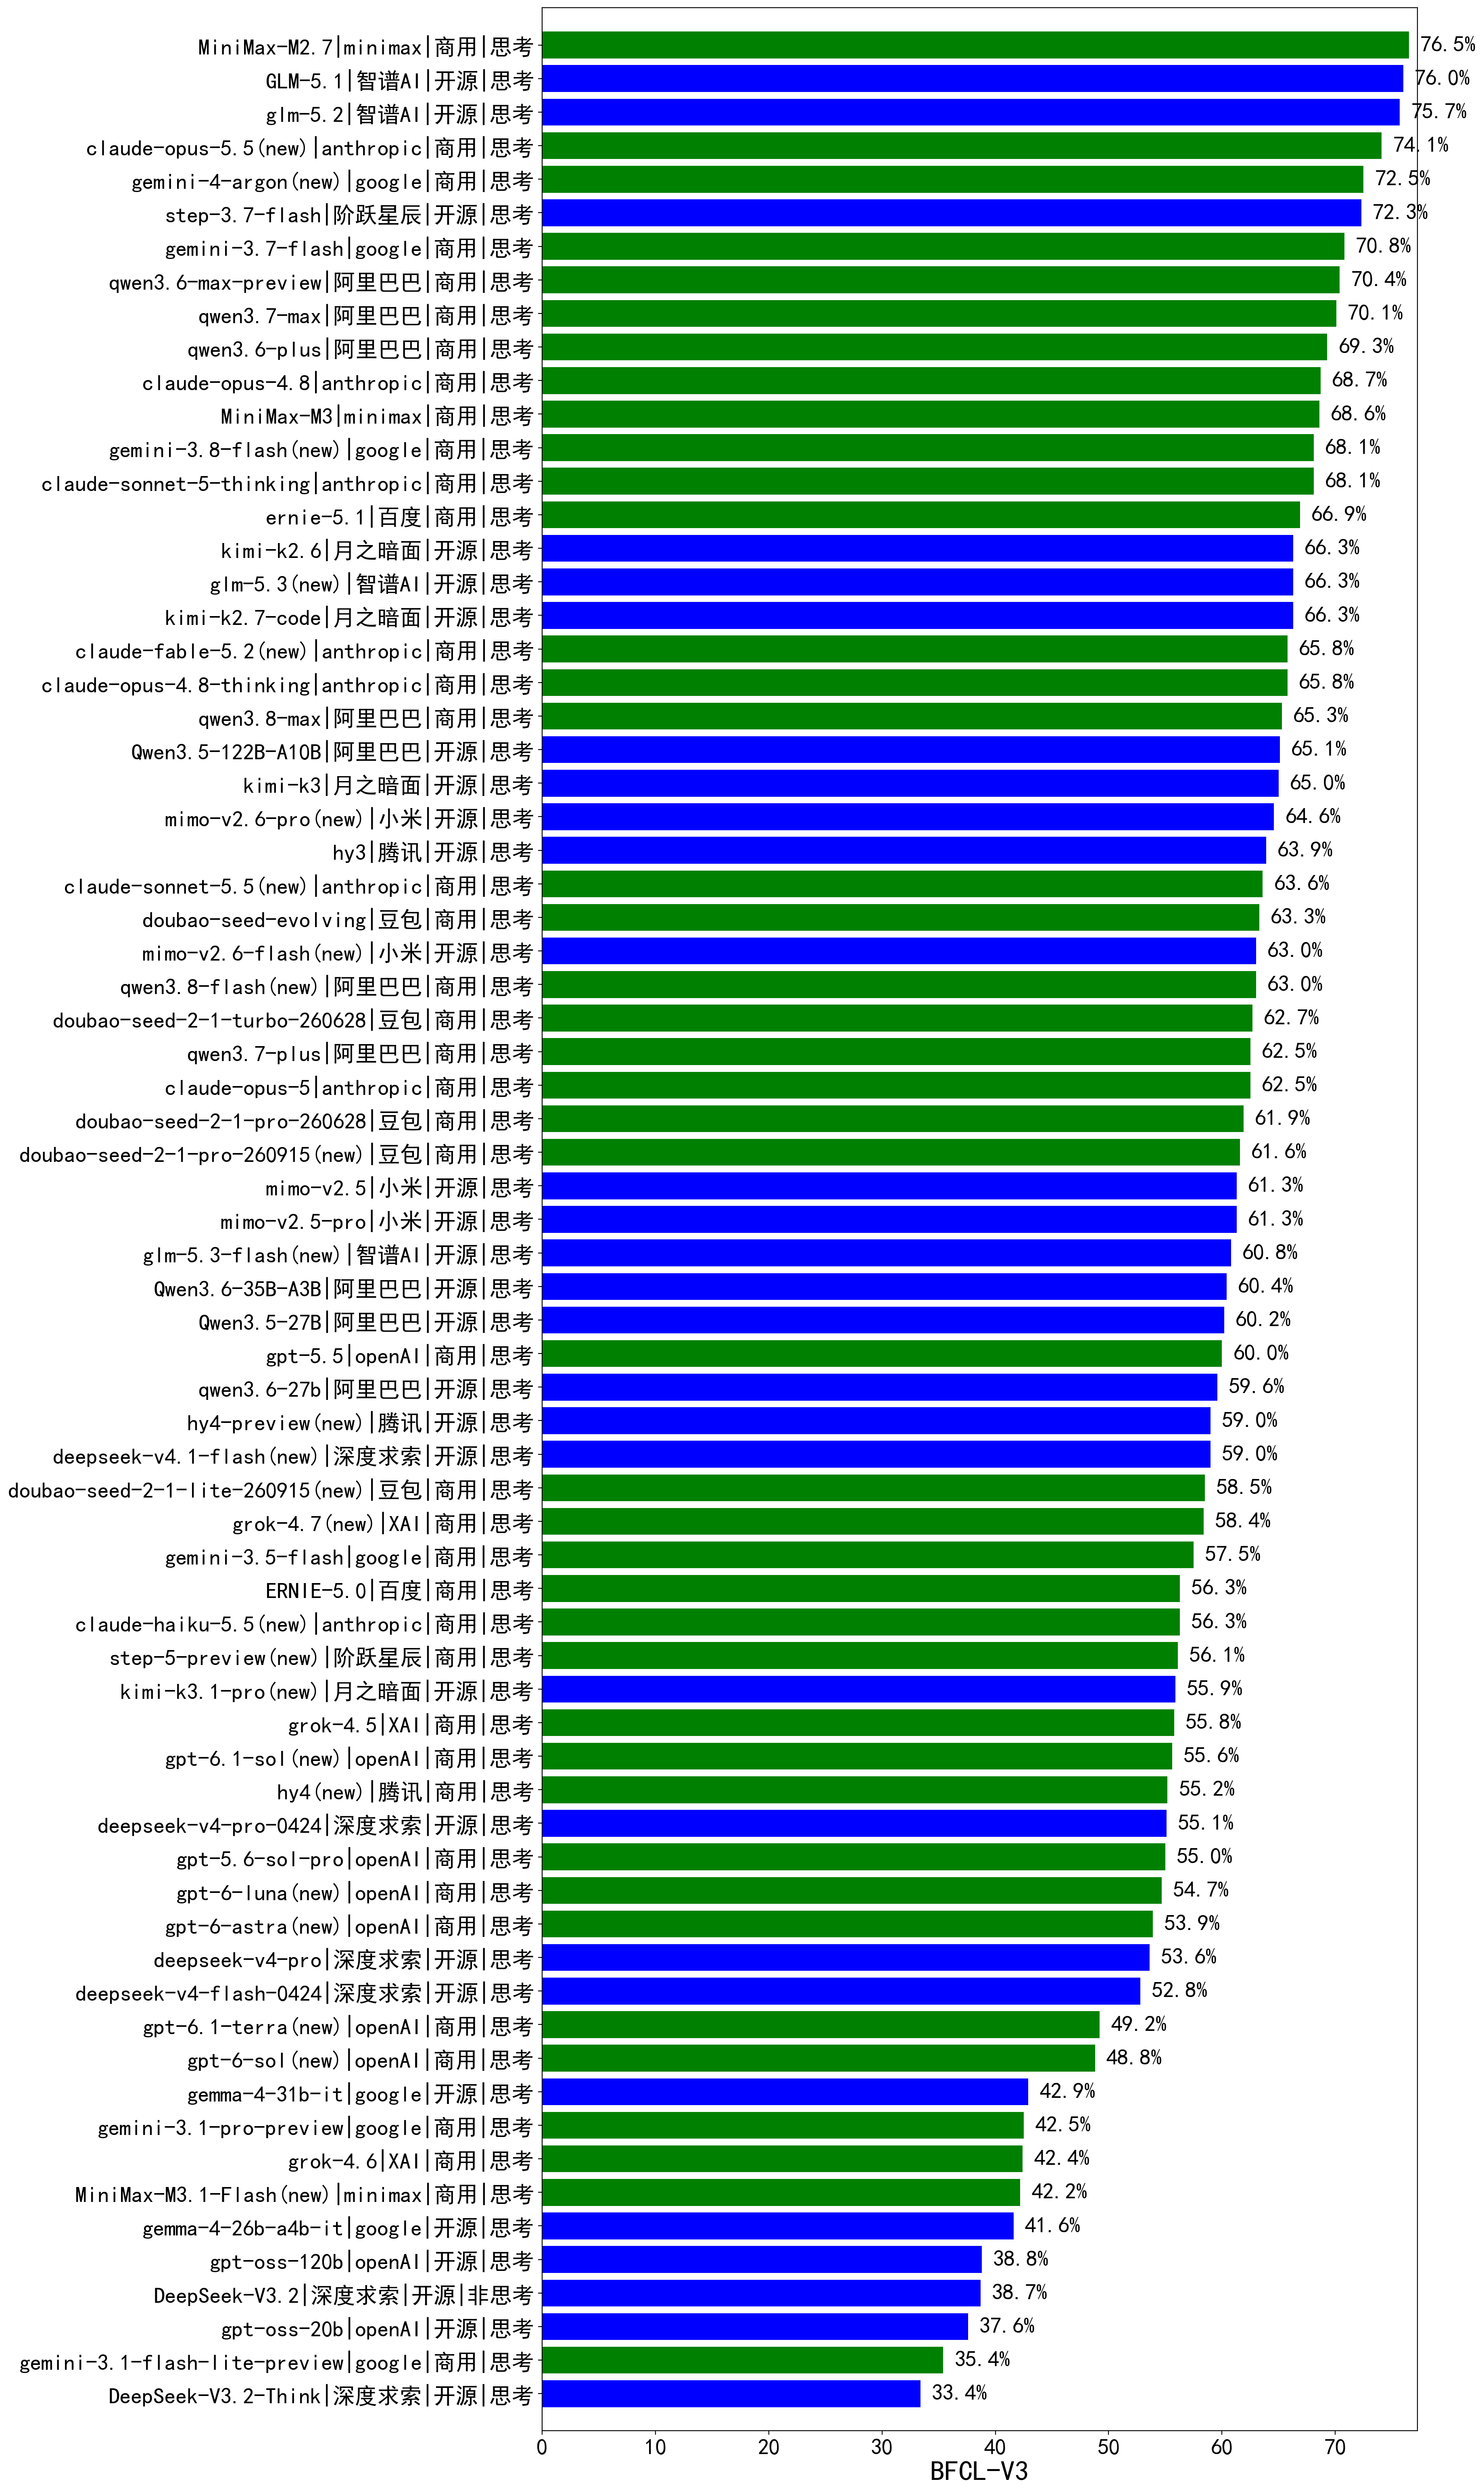 MiniMax-M2.7|minimax|商用|思考 76.5%
GLM-5.1|智谱AI|开源|思考 76.0%
glm-5.2|智谱AI|开源|思考 75.7%
claude-opus-5.5(new)|anthropic|商用|思考 74.1%
gemini-4-argon(new)|google|商用|思考 72.5%
step-3.7-flash|阶跃星辰|开源|思考 72.3%
gemini-3.7-flash|google|商用|思考 70.8%
qwen3.6-max-preview|阿里巴巴|商用|思考 70.4%
qwen3.7-max|阿里巴巴|商用|思考 70.1%
qwen3.6-plus|阿里巴巴|商用|思考 69.3%
claude-opus-4.8|anthropic|商用|思考 68.7%
MiniMax-M3|minimax|商用|思考 68.6%
gemini-3.8-flash(new)|google|商用|思考 68.1%
claude-sonnet-5-thinking|anthropic|商用|思考 68.1%
ernie-5.1|百度|商用|思考 66.9%
kimi-k2.6|月之暗面|开源|思考 66.3%
glm-5.3(new)|智谱AI|开源|思考 66.3%
kimi-k2.7-code|月之暗面|开源|思考 66.3%
claude-fable-5.2(new)|anthropic|商用|思考 65.8%
claude-opus-4.8-thinking|anthropic|商用|思考 65.8%
qwen3.8-max|阿里巴巴|商用|思考 65.3%
Qwen3.5-122B-A10B|阿里巴巴|开源|思考 65.1%
kimi-k3|月之暗面|开源|思考 65.0%
mimo-v2.6-pro(new)|小米|开源|思考 64.6%
hy3|腾讯|开源|思考 63.9%
claude-sonnet-5.5(new)|anthropic|商用|思考 63.6%
doubao-seed-evolving|豆包|商用|思考 63.3%
mimo-v2.6-flash(new)|小米|开源|思考 63.0%
qwen3.8-flash(new)|阿里巴巴|商用|思考 63.0%
doubao-seed-2-1-turbo-260628|豆包|商用|思考 62.7%
qwen3.7-plus|阿里巴巴|商用|思考 62.5%
claude-opus-5|anthropic|商用|思考 62.5%
doubao-seed-2-1-pro-260628|豆包|商用|思考 61.9%
doubao-seed-2-1-pro-260915(new)|豆包|商用|思考 61.6%
mimo-v2.5|小米|开源|思考 61.3%
mimo-v2.5-pro|小米|开源|思考 61.3%
glm-5.3-flash(new)|智谱AI|开源|思考 60.8%
Qwen3.6-35B-A3B|阿里巴巴|开源|思考 60.4%
Qwen3.5-27B|阿里巴巴|开源|思考 60.2%
gpt-5.5|openAI|商用|思考 60.0%
qwen3.6-27b|阿里巴巴|开源|思考 59.6%
hy4-preview(new)|腾讯|开源|思考 59.0%
deepseek-v4.1-flash(new)|深度求索|开源|思考 59.0%
doubao-seed-2-1-lite-260915(new)|豆包|商用|思考 58.5%
grok-4.7(new)|XAI|商用|思考 58.4%
gemini-3.5-flash|google|商用|思考 57.5%
ERNIE-5.0|百度|商用|思考 56.3%
claude-haiku-5.5(new)|anthropic|商用|思考 56.3%
step-5-preview(new)|阶跃星辰|商用|思考 56.1%
kimi-k3.1-pro(new)|月之暗面|开源|思考 55.9%
grok-4.5|XAI|商用|思考 55.8%
gpt-6.1-sol(new)|openAI|商用|思考 55.6%
hy4(new)|腾讯|商用|思考 55.2%
deepseek-v4-pro-0424|深度求索|开源|思考 55.1%
gpt-5.6-sol-pro|openAI|商用|思考 55.0%
gpt-6-luna(new)|openAI|商用|思考 54.7%
gpt-6-astra(new)|openAI|商用|思考 53.9%
deepseek-v4-pro|深度求索|开源|思考 53.6%
deepseek-v4-flash-0424|深度求索|开源|思考 52.8%
gpt-6.1-terra(new)|openAI|商用|思考 49.2%
gpt-6-sol(new)|openAI|商用|思考 48.8%
gemma-4-31b-it|google|开源|思考 42.9%
gemini-3.1-pro-preview|google|商用|思考 42.5%
grok-4.6|XAI|商用|思考 42.4%
MiniMax-M3.1-Flash(new)|minimax|商用|思考 42.2%
gemma-4-26b-a4b-it|google|开源|思考 41.6%
gpt-oss-120b|openAI|开源|思考 38.8%
DeepSeek-V3.2|深度求索|开源|非思考 38.7%
gpt-oss-20b|openAI|开源|思考 37.6%
gemini-3.1-flash-lite-preview|google|商用|思考 35.4%
DeepSeek-V3.2-Think|深度求索|开源|思考 33.4%
0 10 20 30 40 50 60 70
BFCL-V3